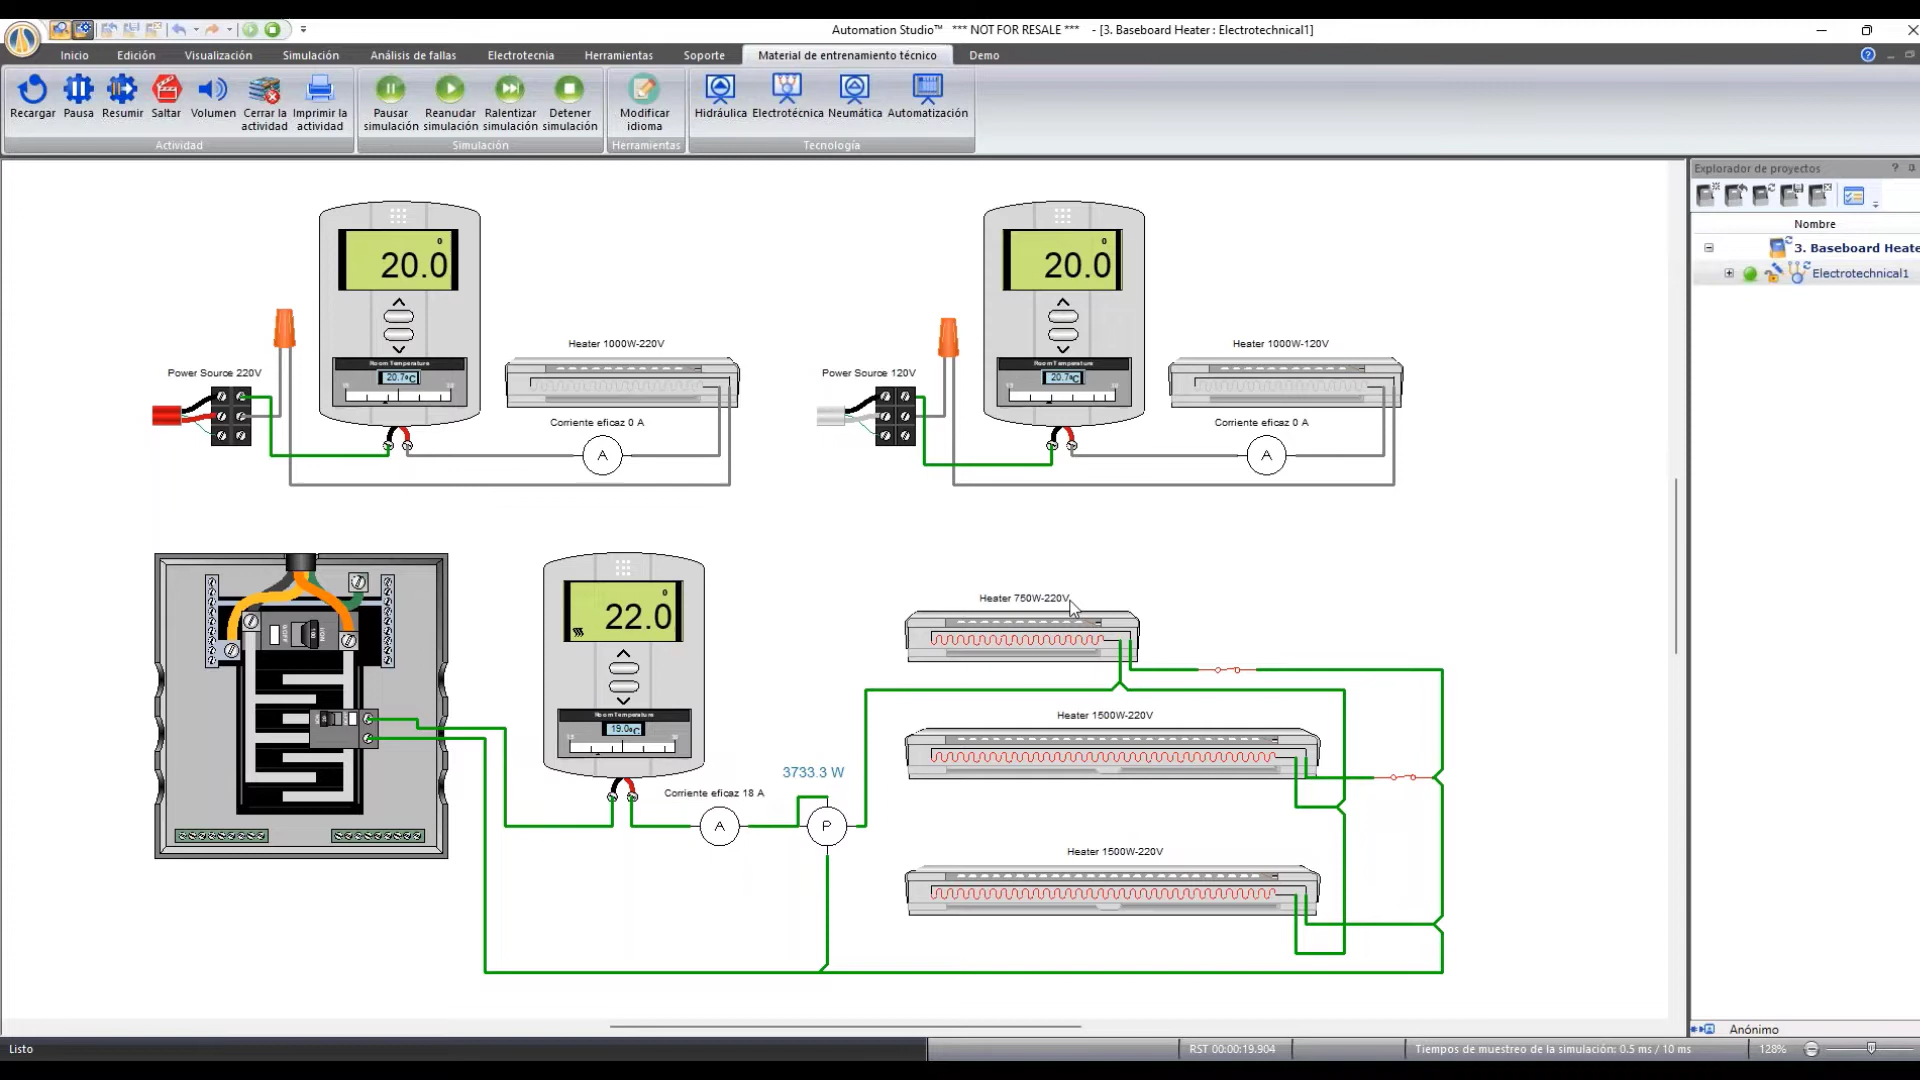 Automation Studio™ *** NOT FOR RESALE *** - [3. Baseboard Heater : Electrotechnical1]
Inicio Edición Visualización Simulación Análisis de fallas Electrotecnia Herramientas Soporte Material de entrenamiento técnico Demo
Recargar Pausa Resumir Saltar Volumen Cerrar la actividad Imprimir la actividad
Pausar simulación Reanudar simulación Ralentizar simulación Detener simulación
Modificar idioma
Hidráulica Electrotécnica Neumática Automatización
Actividad Simulación Herramientas Tecnología
Explorador de proyectos
Nombre
3. Baseboard Heate
Electrotechnical1
20.0
Room Temperature
20.7°C
Power Source 220V
Heater 1000W-220V
Corriente eficaz 0 A
A
20.0
Room Temperature
20.7°C
Power Source 120V
Heater 1000W-120V
Corriente eficaz 0 A
A
22.0
Room Temperature
19.0°C
Corriente eficaz 18 A
A
3733.3 W
P
Heater 750W-220V
Heater 1500W-220V
Heater 1500W-220V
Anónimo
Listo
RST 00:00:19.904
Tiempos de muestreo de la simulación: 0.5 ms / 10 ms
128%